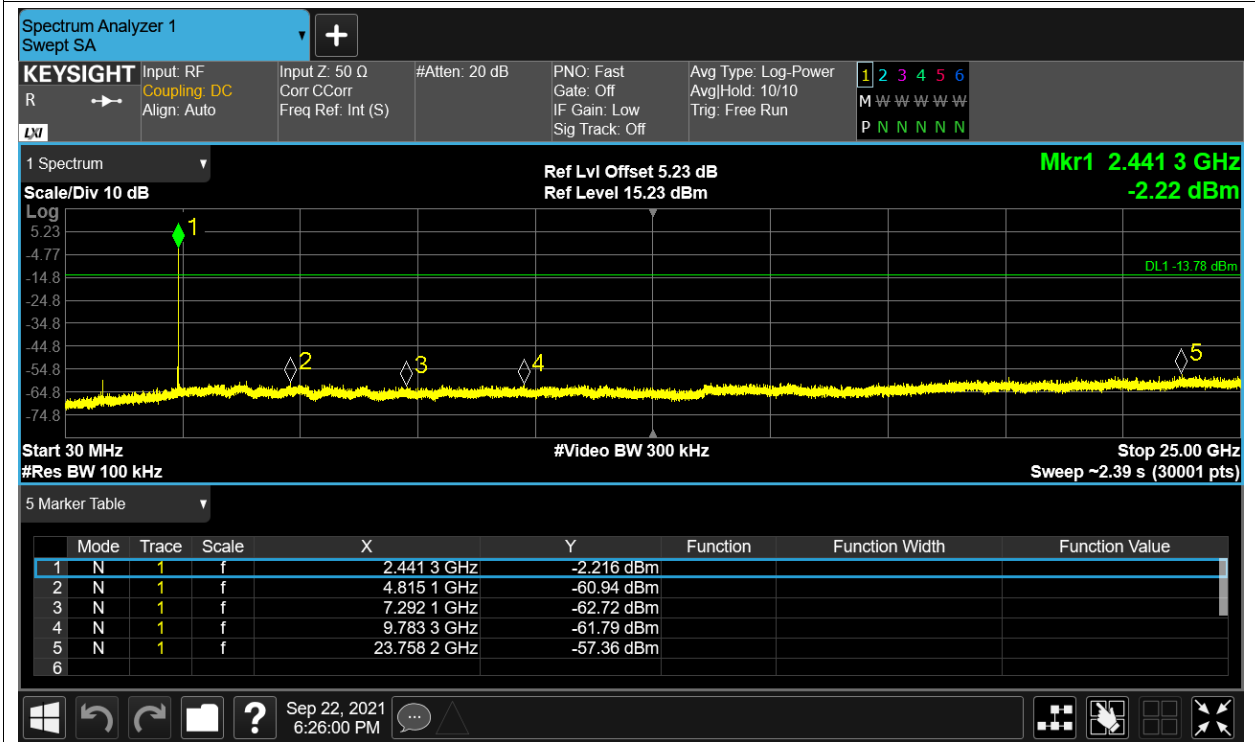 Spectrum Analyzer 1
Swept SA
KEYSIGHT Input: RF Input Z: 50 Ω #Atten: 20 dB PNO: Fast Avg Type: Log-Power 1 2 3 4 5 6
R Coupling: DC Corr CCorr Gate: Off Avg|Hold: 10/10 M W W W W W
Align: Auto Freq Ref: Int (S) IF Gain: Low Trig: Free Run
LXI Sig Track: Off P N N N N N
1 Spectrum Ref Lvl Offset 5.23 dB Mkr1 2.441 3 GHz
Scale/Div 10 dB Ref Level 15.23 dBm -2.22 dBm
Log
5.23 1
-4.77
DL1 -13.78 dBm
-14.8
-24.8
-34.8
-44.8
2 3 4 5
-54.8
-64.8
-74.8
Start 30 MHz #Video BW 300 kHz Stop 25.00 GHz
#Res BW 100 kHz Sweep ~2.39 s (30001 pts)
5 Marker Table
Mode Trace Scale X Y Function Function Width Function Value
1 N 1 f 2.441 3 GHz -2.216 dBm
2 N 1 f 4.815 1 GHz -60.94 dBm
3 N 1 f 7.292 1 GHz -62.72 dBm
4 N 1 f 9.783 3 GHz -61.79 dBm
5 N 1 f 23.758 2 GHz -57.36 dBm
6
? Sep 22, 2021
6:26:00 PM